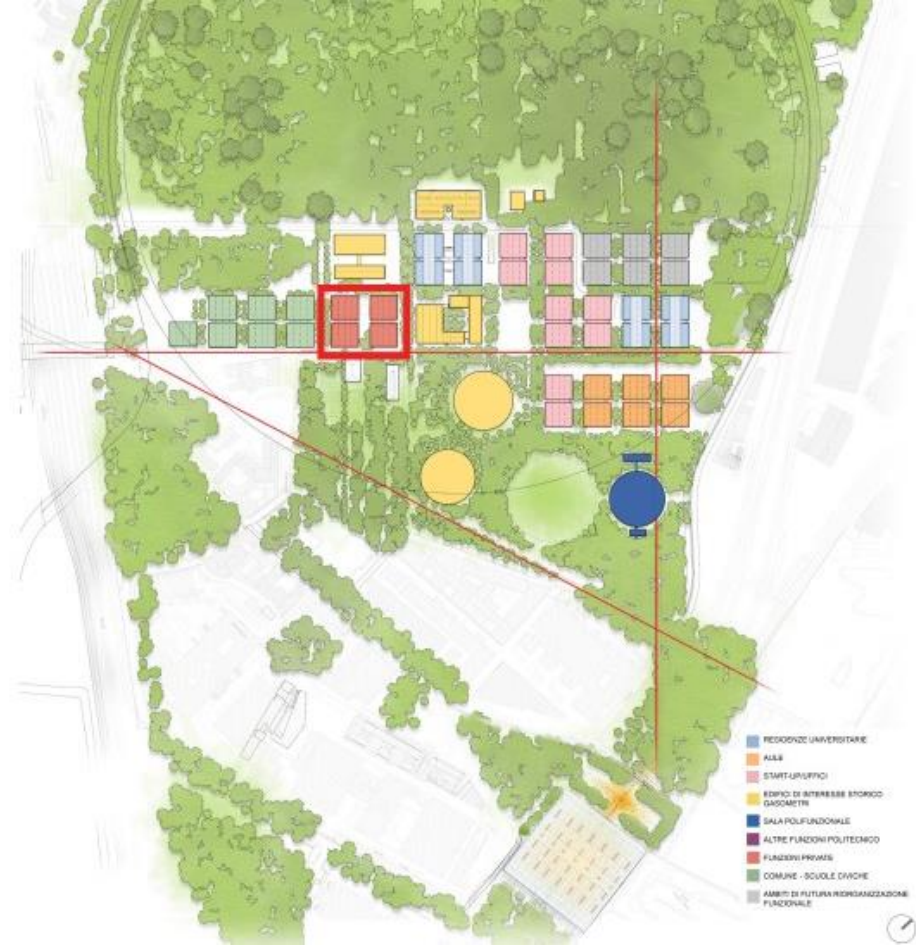 RESIDENZE UNIVERSITARIE
AULE
START-UP/UFFICI
EDIFICI DI INTERESSE STORICO
GASOMETRI
SALA POLIFUNZIONALE
ALTRE FUNZIONI POLITECNICO
FUNZIONI PRIVATE
COMUNE - SCUOLE CIVICHE
AMBITI DI FUTURA RIORGANIZZAZIONE
FUNZIONALE